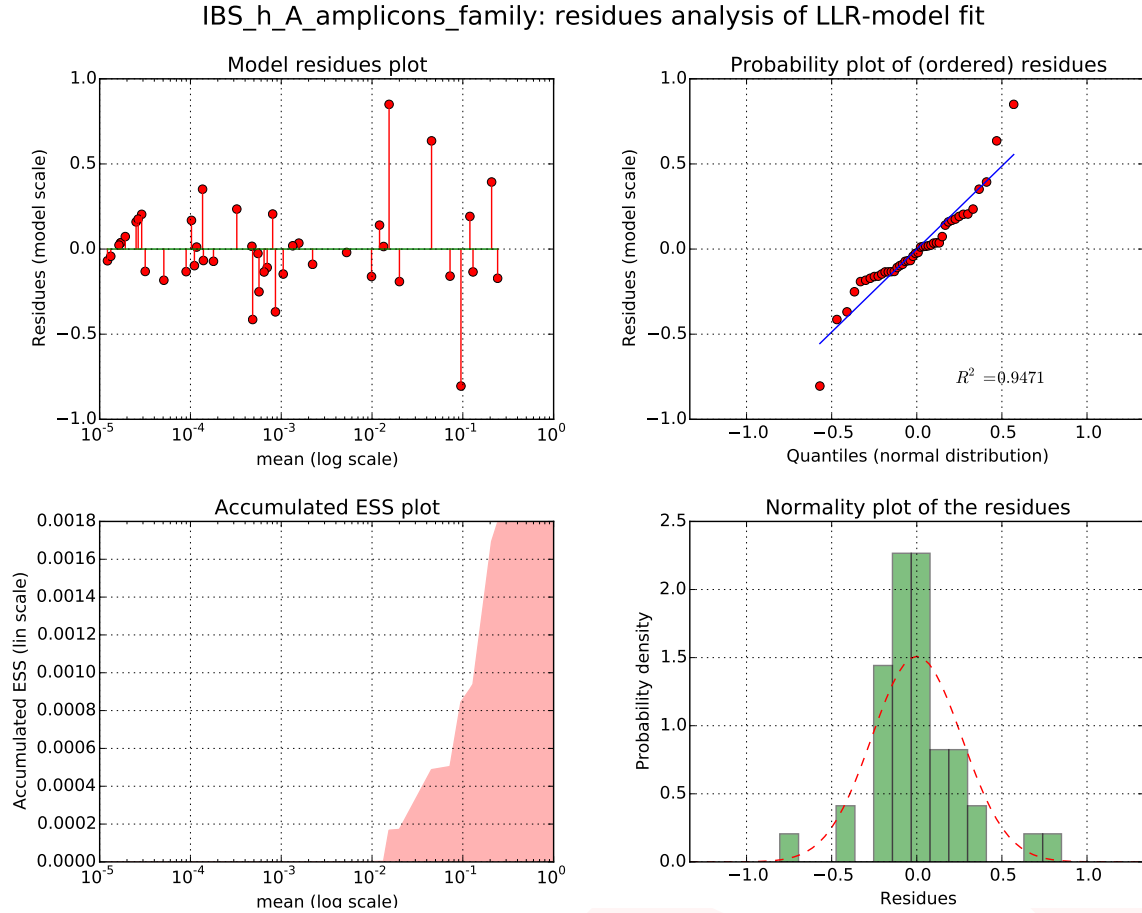 IBS_h_A_amplicons_family: residues analysis of LLR-model fit
Model residues plot
Residues (model scale)
1.0
0.5
0.0
−0.5
−1.0
10^-5 10^-4 10^-3 10^-2 10^-1 10^0
mean (log scale)
Probability plot of (ordered) residues
Residues (model scale)
1.0
0.5
0.0
−0.5
−1.0
R² =0.9471
−1.0 −0.5 0.0 0.5 1.0
Quantiles (normal distribution)
Accumulated ESS plot
Accumulated ESS (lin scale)
0.0018
0.0016
0.0014
0.0012
0.0010
0.0008
0.0006
0.0004
0.0002
0.0000
10^-5 10^-4 10^-3 10^-2 10^-1 10^0
mean (log scale)
Normality plot of the residues
Probability density
2.5
2.0
1.5
1.0
0.5
0.0
−1.0 −0.5 0.0 0.5 1.0
Residues